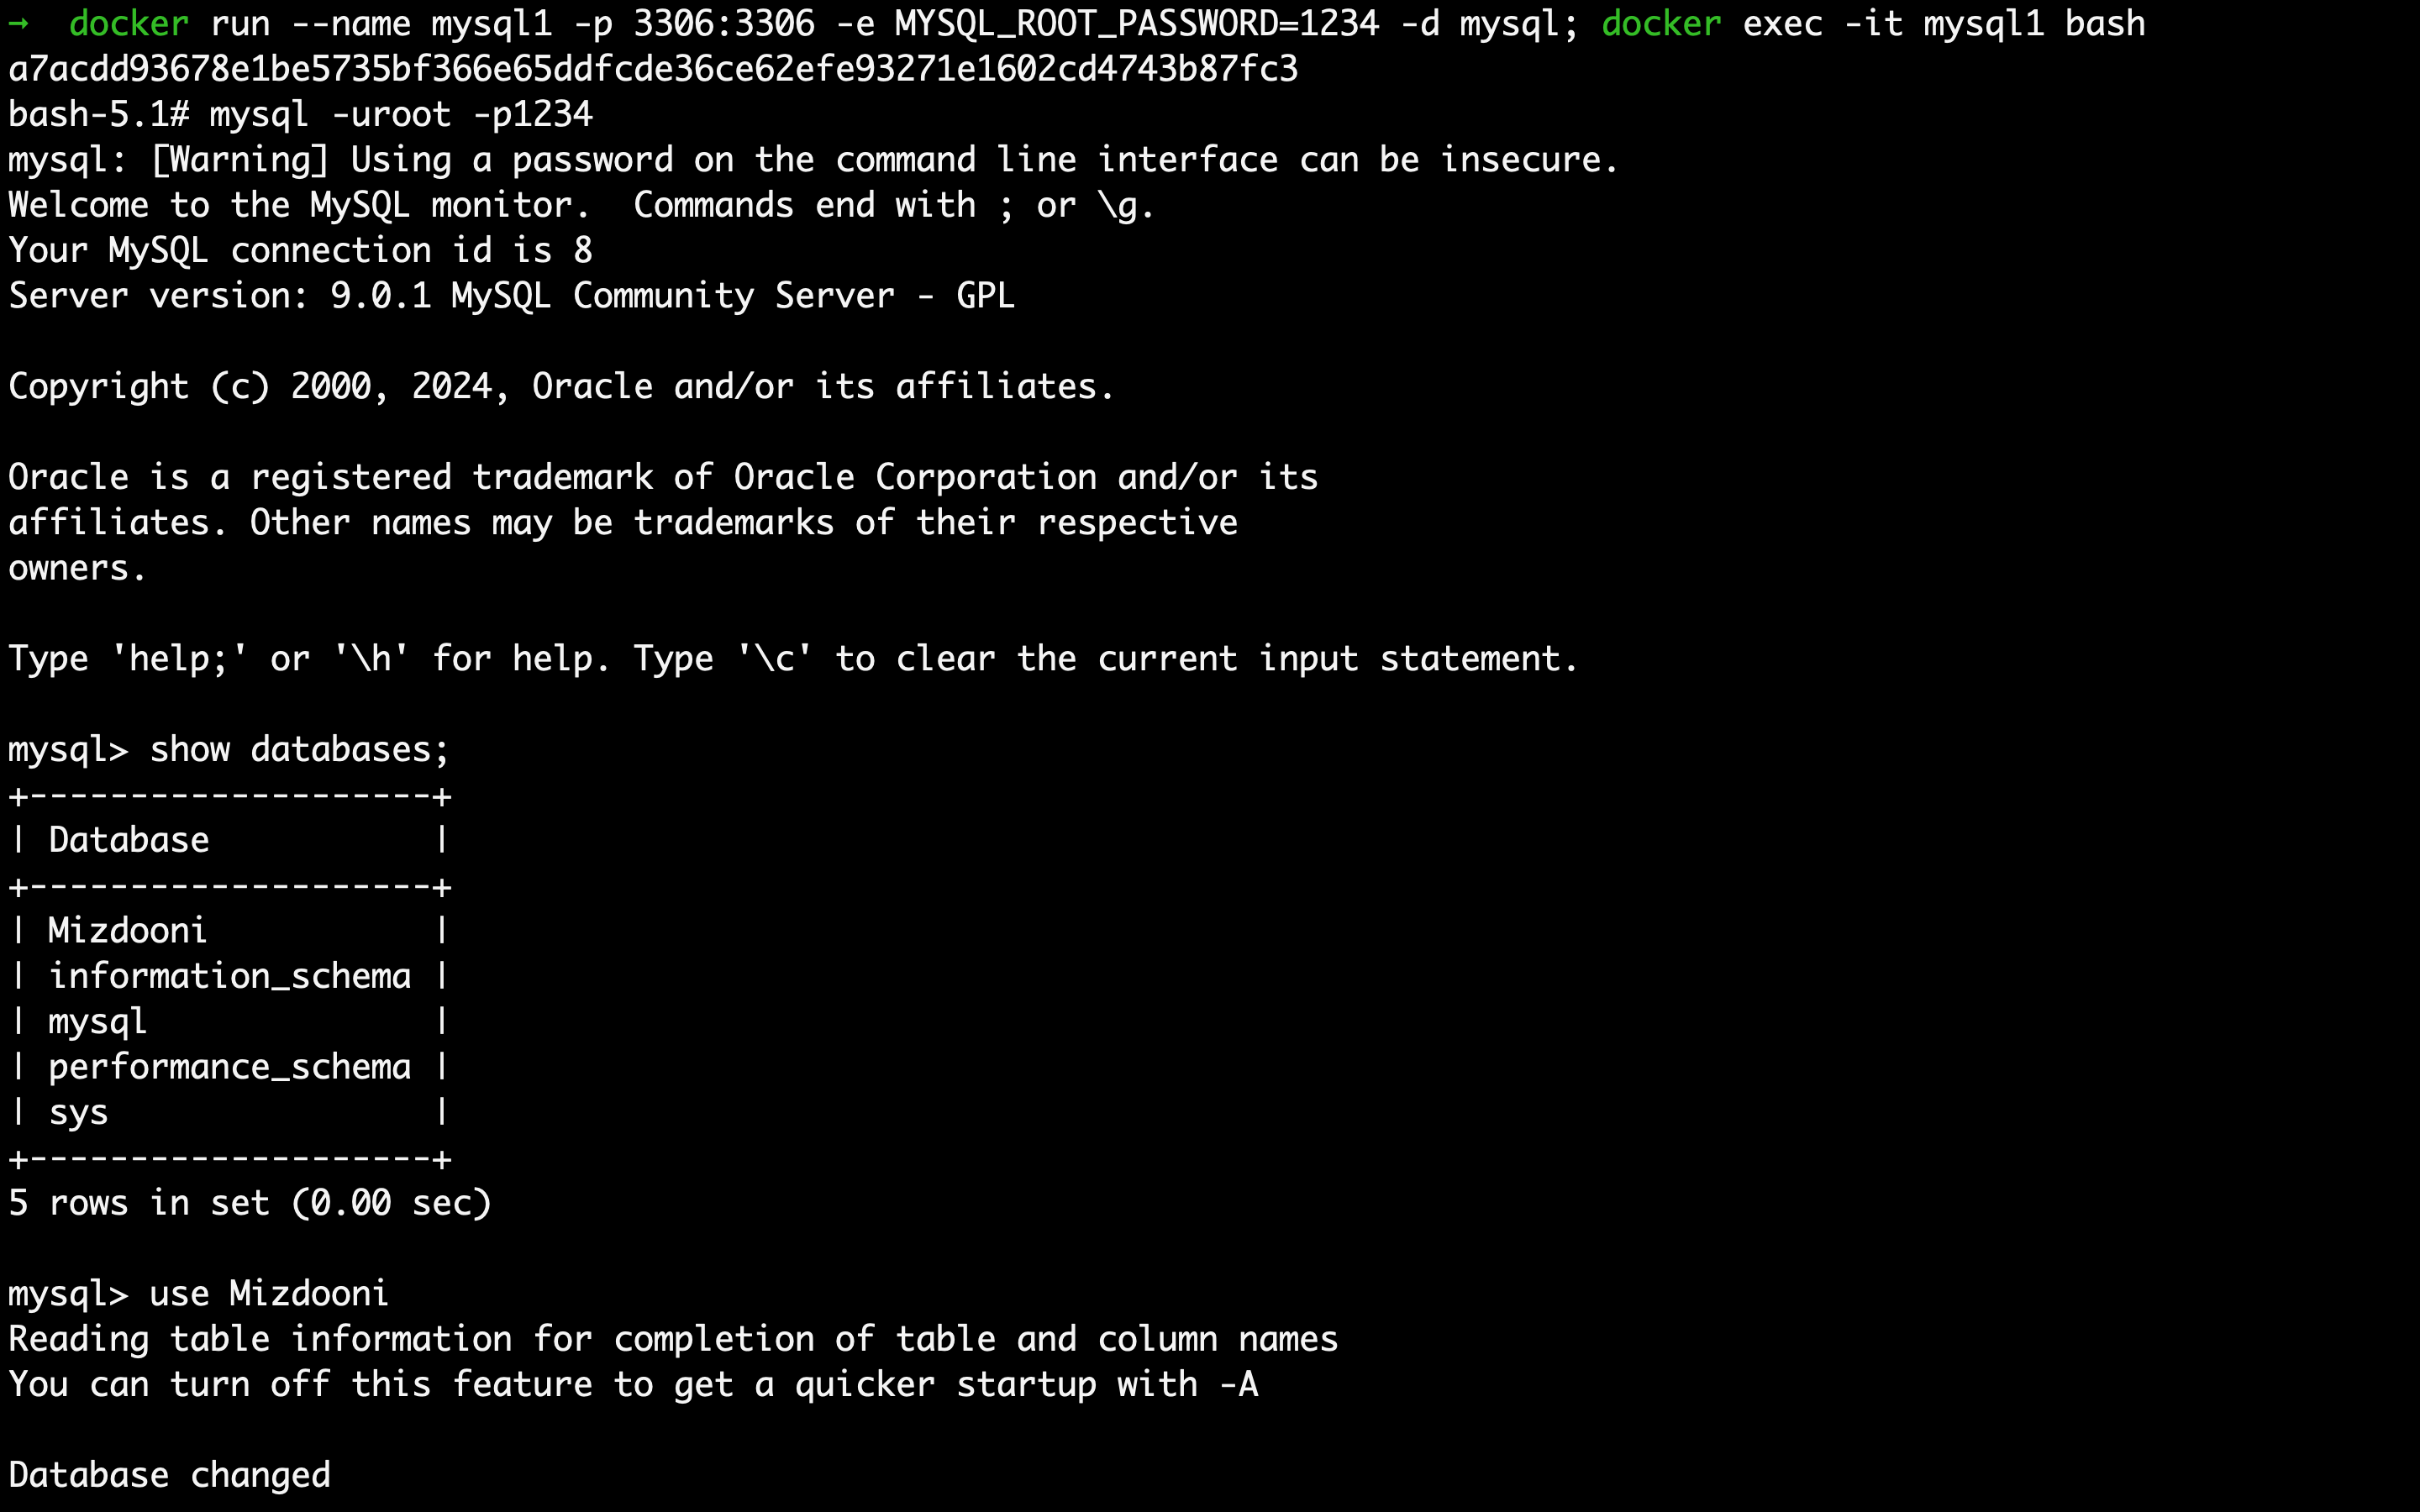 →  docker run --name mysql1 -p 3306:3306 -e MYSQL_ROOT_PASSWORD=1234 -d mysql; docker exec -it mysql1 bash
a7acdd93678e1be5735bf366e65ddfcde36ce62efe93271e1602cd4743b87fc3
bash-5.1# mysql -uroot -p1234
mysql: [Warning] Using a password on the command line interface can be insecure.
Welcome to the MySQL monitor.  Commands end with ; or \g.
Your MySQL connection id is 8
Server version: 9.0.1 MySQL Community Server - GPL

Copyright (c) 2000, 2024, Oracle and/or its affiliates.

Oracle is a registered trademark of Oracle Corporation and/or its
affiliates. Other names may be trademarks of their respective
owners.

Type 'help;' or '\h' for help. Type '\c' to clear the current input statement.

mysql> show databases;
+--------------------+
| Database           |
+--------------------+
| Mizdooni           |
| information_schema |
| mysql              |
| performance_schema |
| sys                |
+--------------------+
5 rows in set (0.00 sec)

mysql> use Mizdooni
Reading table information for completion of table and column names
You can turn off this feature to get a quicker startup with -A

Database changed